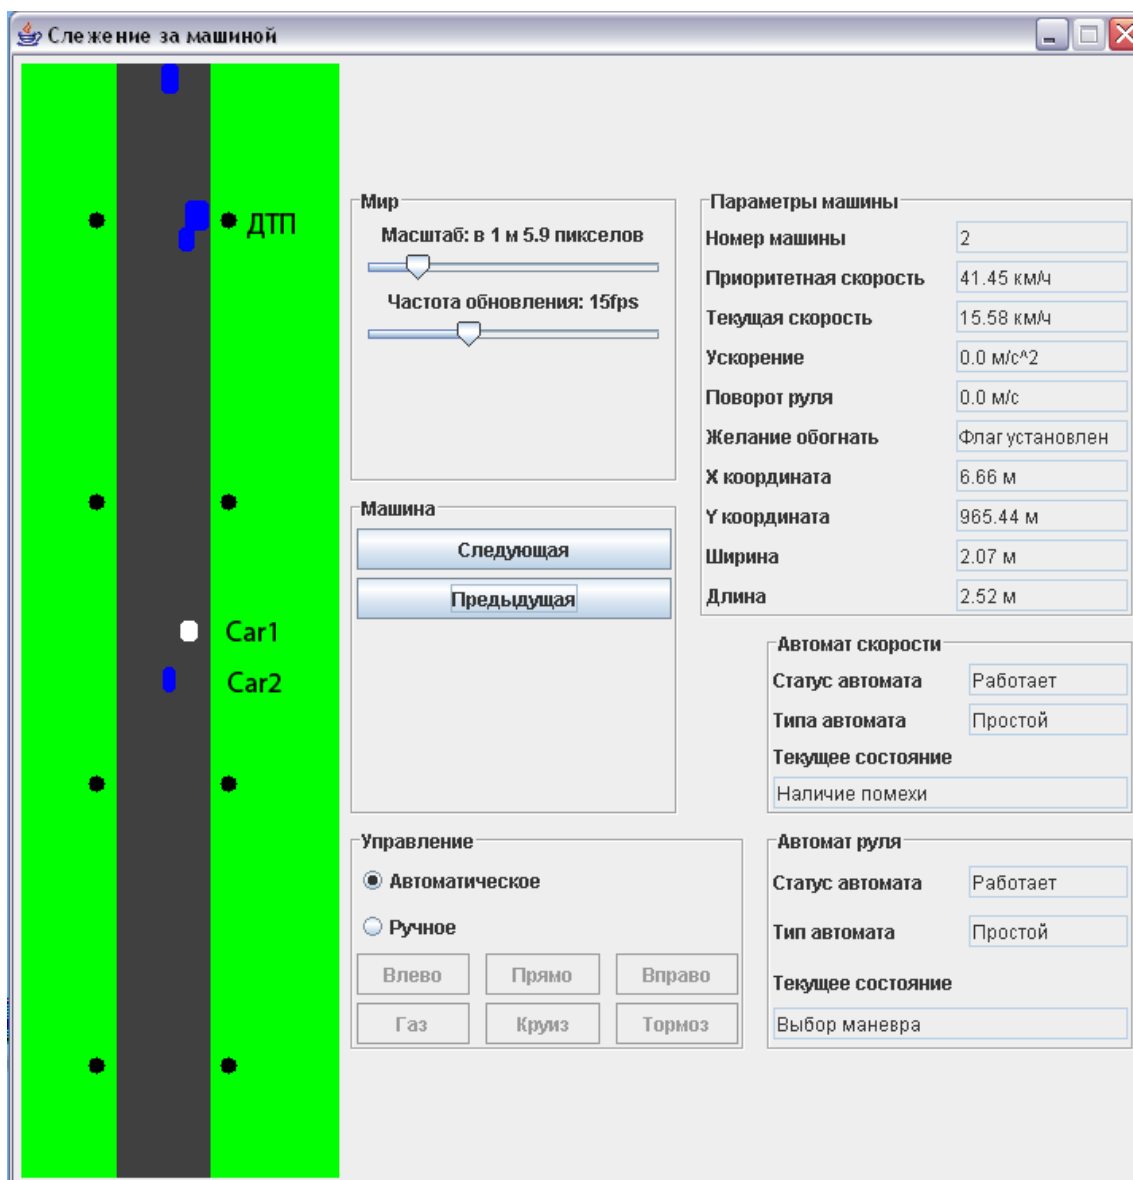 Слежение за машиной
ДТП
Car1
Car2
Мир
Масштаб: в 1 м 5.9 пикселов
Частота обновления: 15fps
Машина
Следующая
Предыдущая
Управление
Автоматическое
Ручное
Влево Прямо Вправо
Газ Круиз Тормоз
Параметры машины
Номер машины 2
Приоритетная скорость 41.45 км/ч
Текущая скорость 15.58 км/ч
Ускорение 0.0 м/с^2
Поворот руля 0.0 м/с
Желание обогнать Флаг установлен
X координата 6.66 м
Y координата 965.44 м
Ширина 2.07 м
Длина 2.52 м
Автомат скорости
Статус автомата Работает
Типа автомата Простой
Текущее состояние
Наличие помехи
Автомат руля
Статус автомата Работает
Тип автомата Простой
Текущее состояние
Выбор маневра